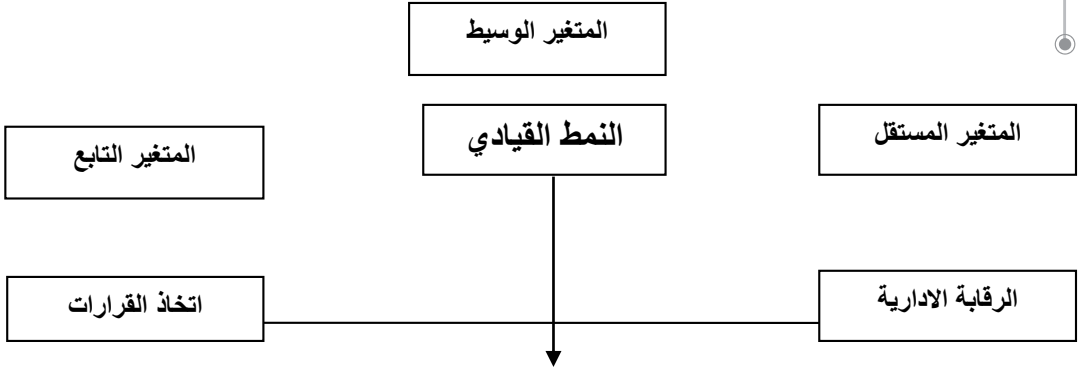 المتغير الوسيط
المتغير المستقل
النمط القيادي
المتغير التابع
الرقابة الادارية
اتخاذ القرارات